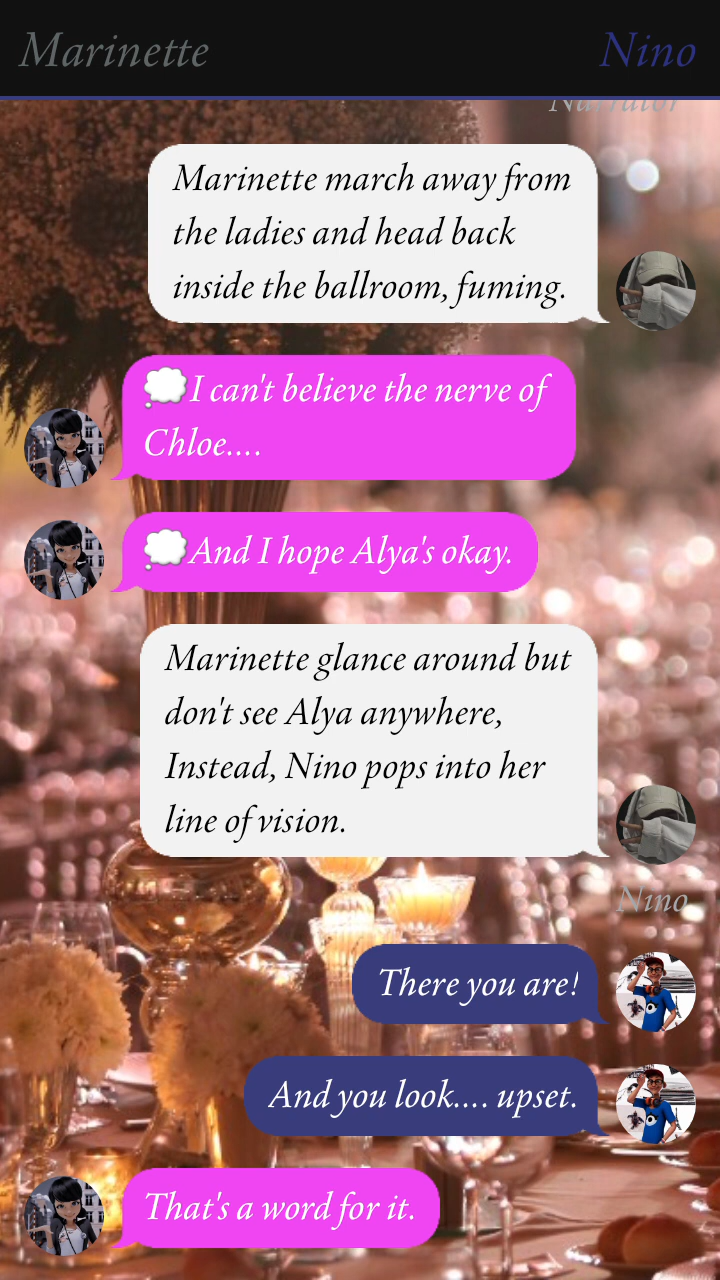 Marinette
Nino
Narrator
Marinette march away from
the ladies and head back
inside the ballroom, fuming.
💭I can't believe the nerve of
Chloe....
💭And I hope Alya's okay.
Marinette glance around but
don't see Alya anywhere,
Instead, Nino pops into her
line of vision.
Nino
There you are!
And you look.... upset.
That's a word for it.